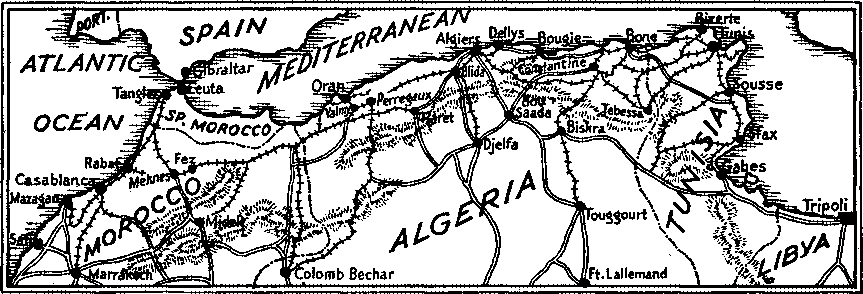 PORT.
SPAIN
MEDITERRANEAN
ATLANTIC
OCEAN
Gibraltar
Ceuta
Tangier
SP. MOROCCO
Oran
Valmy
Perregaux
Tiaret
Algiers
Dellys
Bougie
Bone
Bizerte
Tunis
Blida
Constantine
Bou
Saada
Tebessa
Sousse
Sfax
Biskra
Djelfa
Gabes
TUNISIA
Rabat
Fez
Meknes
Casablanca
Mazagan
MOROCCO
Midelt
Safi
Marrakech
Colomb Bechar
ALGERIA
Touggourt
Ft. Lallemand
Tripoli
LIBYA